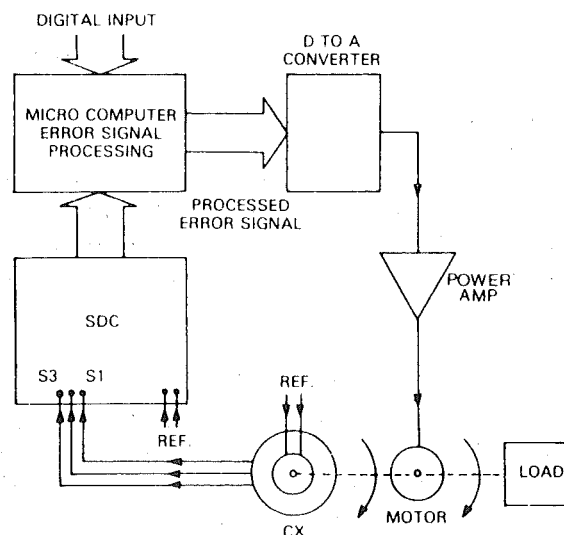 DIGITAL INPUT
D TO A
CONVERTER
MICRO COMPUTER
ERROR SIGNAL
PROCESSING
PROCESSED
ERROR SIGNAL
POWER
AMP
SDC
S3
S1
REF.
REF.
LOAD
MOTOR
CX